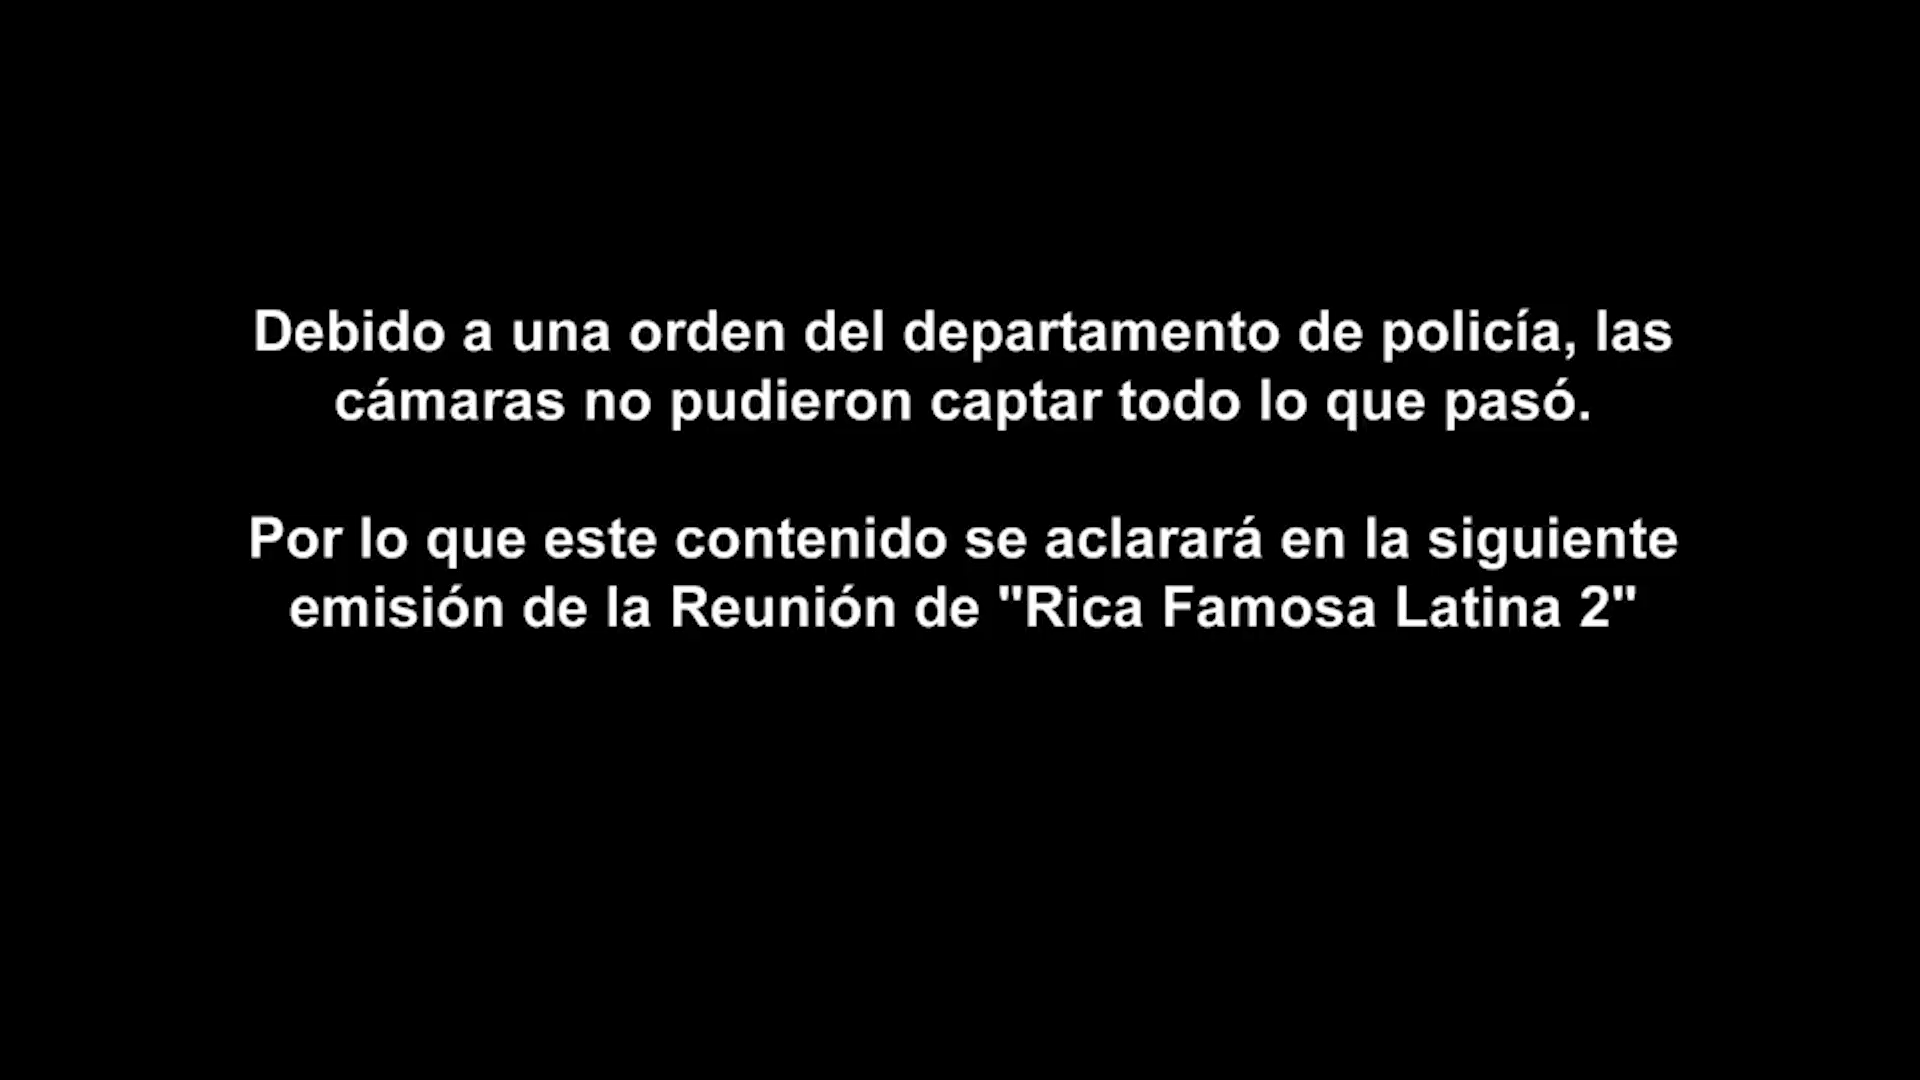 Debido a una orden del departamento de policía, las
cámaras no pudieron captar todo lo que pasó.
Por lo que este contenido se aclarará en la siguiente
emisión de la Reunión de "Rica Famosa Latina 2"